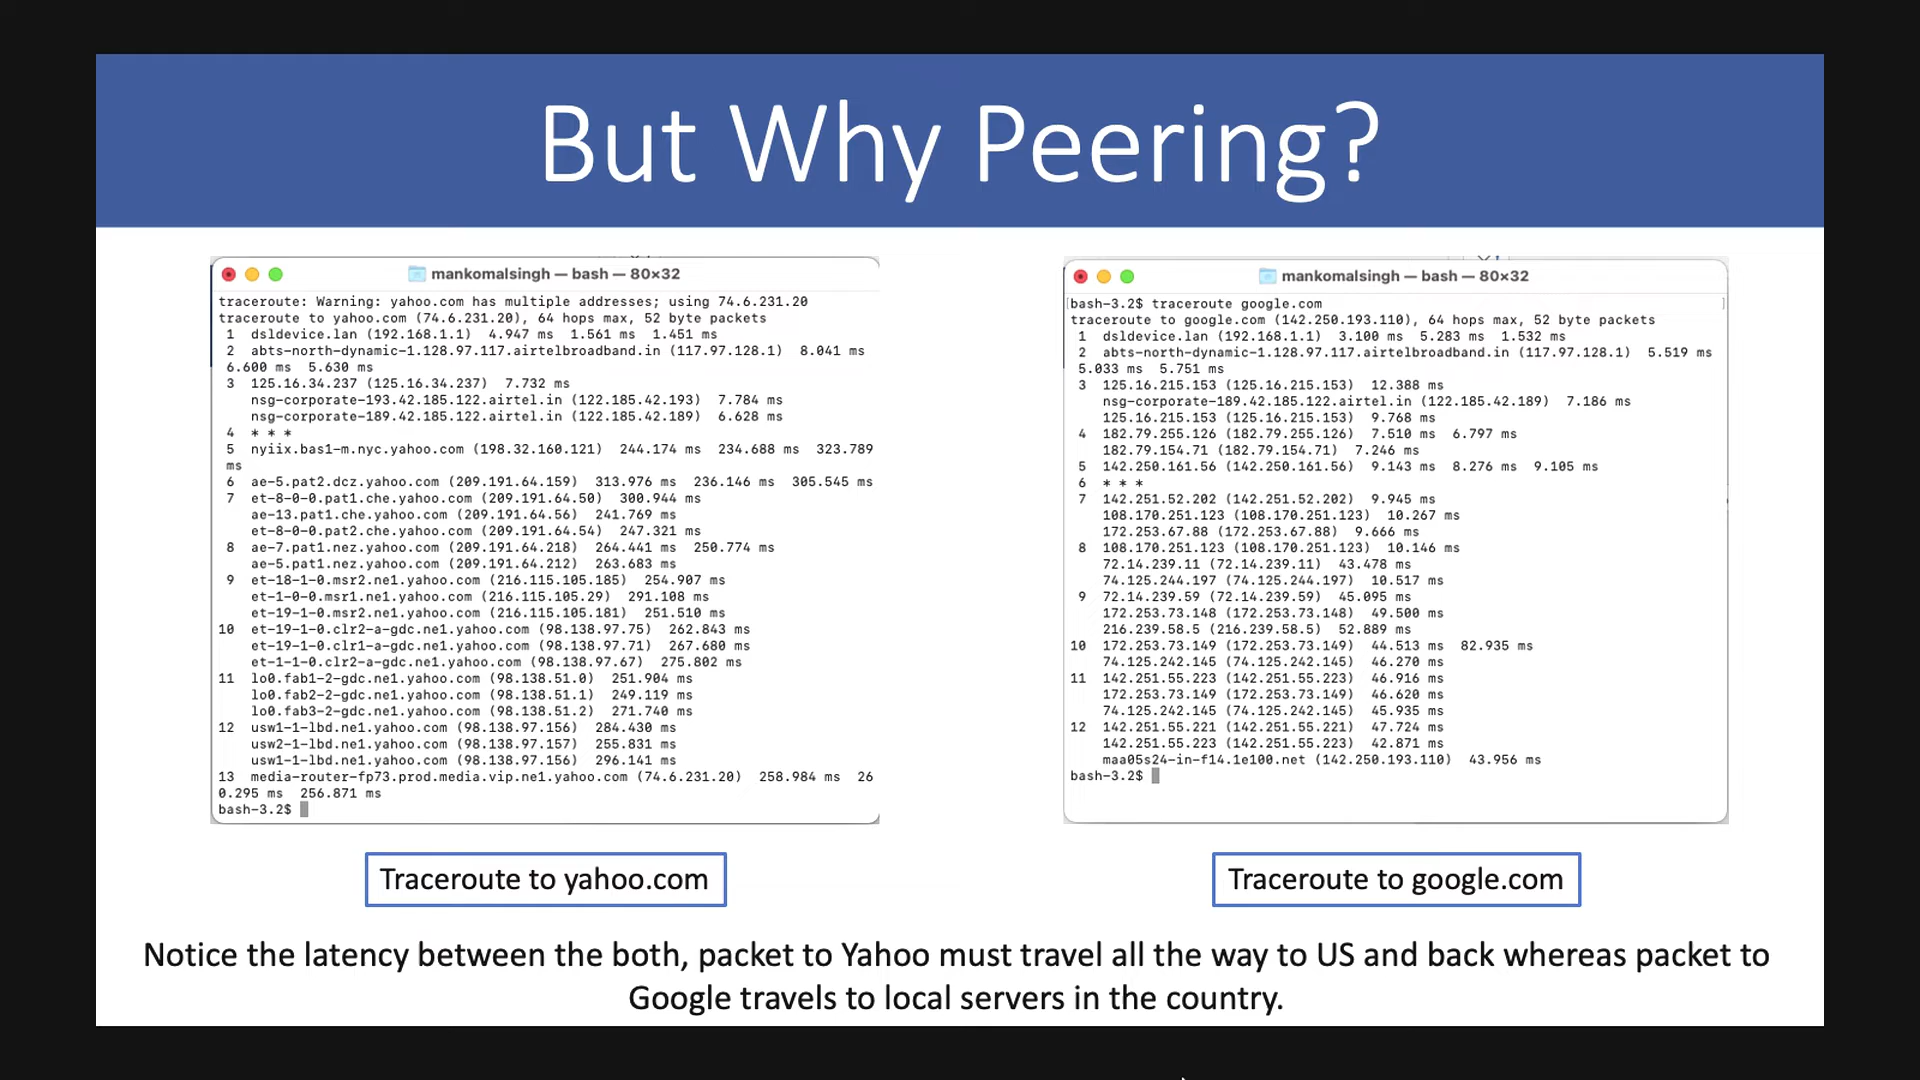 But Why Peering?
mankomalsingh — bash — 80×32
traceroute: Warning: yahoo.com has multiple addresses; using 74.6.231.20
traceroute to yahoo.com (74.6.231.20), 64 hops max, 52 byte packets
1 dsldevice.lan (192.168.1.1) 4.947 ms 1.561 ms 1.451 ms
2 abts-north-dynamic-1.128.97.117.airtelbroadband.in (117.97.128.1) 8.041 ms
6.600 ms 5.630 ms
3 125.16.34.237 (125.16.34.237) 7.732 ms
nsg-corporate-193.42.185.122.airtel.in (122.185.42.193) 7.784 ms
nsg-corporate-189.42.185.122.airtel.in (122.185.42.189) 6.628 ms
4 * * *
5 nyiix.bas1-m.nyc.yahoo.com (198.32.160.121) 244.174 ms 234.688 ms 323.789
ms
6 ae-5.pat2.dcz.yahoo.com (209.191.64.159) 313.976 ms 236.146 ms 305.545 ms
7 et-8-0-0.pat1.che.yahoo.com (209.191.64.50) 300.944 ms
ae-13.pat1.che.yahoo.com (209.191.64.56) 241.769 ms
et-8-0-0.pat2.che.yahoo.com (209.191.64.54) 247.321 ms
8 ae-7.pat1.nez.yahoo.com (209.191.64.218) 264.441 ms 250.774 ms
ae-5.pat1.nez.yahoo.com (209.191.64.212) 263.683 ms
9 et-18-1-0.msr2.ne1.yahoo.com (216.115.105.185) 254.907 ms
et-1-0-0.msr1.ne1.yahoo.com (216.115.105.29) 291.108 ms
et-19-1-0.msr2.ne1.yahoo.com (216.115.105.181) 251.510 ms
10 et-19-1-0.clr2-a-gdc.ne1.yahoo.com (98.138.97.75) 262.843 ms
et-19-1-0.clr1-a-gdc.ne1.yahoo.com (98.138.97.71) 267.680 ms
et-1-1-0.clr2-a-gdc.ne1.yahoo.com (98.138.97.67) 275.802 ms
11 lo0.fab1-2-gdc.ne1.yahoo.com (98.138.51.0) 251.904 ms
lo0.fab2-2-gdc.ne1.yahoo.com (98.138.51.1) 249.119 ms
lo0.fab3-2-gdc.ne1.yahoo.com (98.138.51.2) 271.740 ms
12 usw1-1-lbd.ne1.yahoo.com (98.138.97.156) 284.430 ms
usw2-1-lbd.ne1.yahoo.com (98.138.97.157) 255.831 ms
usw1-1-lbd.ne1.yahoo.com (98.138.97.156) 296.141 ms
13 media-router-fp73.prod.media.vip.ne1.yahoo.com (74.6.231.20) 258.984 ms 26
0.295 ms 256.871 ms
bash-3.2$
Traceroute to yahoo.com
mankomalsingh — bash — 80×32
bash-3.2$ traceroute google.com
traceroute to google.com (142.250.193.110), 64 hops max, 52 byte packets
1 dsldevice.lan (192.168.1.1) 3.100 ms 5.283 ms 1.532 ms
2 abts-north-dynamic-1.128.97.117.airtelbroadband.in (117.97.128.1) 5.519 ms
5.033 ms 5.751 ms
3 125.16.215.153 (125.16.215.153) 12.388 ms
nsg-corporate-189.42.185.122.airtel.in (122.185.42.189) 7.186 ms
125.16.215.153 (125.16.215.153) 9.768 ms
4 182.79.255.126 (182.79.255.126) 7.510 ms 6.797 ms
182.79.154.71 (182.79.154.71) 7.246 ms
5 142.250.161.56 (142.250.161.56) 9.143 ms 8.276 ms 9.105 ms
6 * * *
7 142.251.52.202 (142.251.52.202) 9.945 ms
108.170.251.123 (108.170.251.123) 10.267 ms
172.253.67.88 (172.253.67.88) 9.666 ms
8 108.170.251.123 (108.170.251.123) 10.146 ms
72.14.239.11 (72.14.239.11) 43.478 ms
74.125.244.197 (74.125.244.197) 10.517 ms
9 72.14.239.59 (72.14.239.59) 45.095 ms
172.253.73.148 (172.253.73.148) 49.500 ms
216.239.58.5 (216.239.58.5) 52.889 ms
10 172.253.73.149 (172.253.73.149) 44.513 ms 82.935 ms
74.125.242.145 (74.125.242.145) 46.270 ms
11 142.251.55.223 (142.251.55.223) 46.916 ms
172.253.73.149 (172.253.73.149) 46.620 ms
74.125.242.145 (74.125.242.145) 45.935 ms
12 142.251.55.221 (142.251.55.221) 47.724 ms
142.251.55.223 (142.251.55.223) 42.871 ms
maa05s24-in-f14.1e100.net (142.250.193.110) 43.956 ms
bash-3.2$
Traceroute to google.com
Notice the latency between the both, packet to Yahoo must travel all the way to US and back whereas packet to
Google travels to local servers in the country.